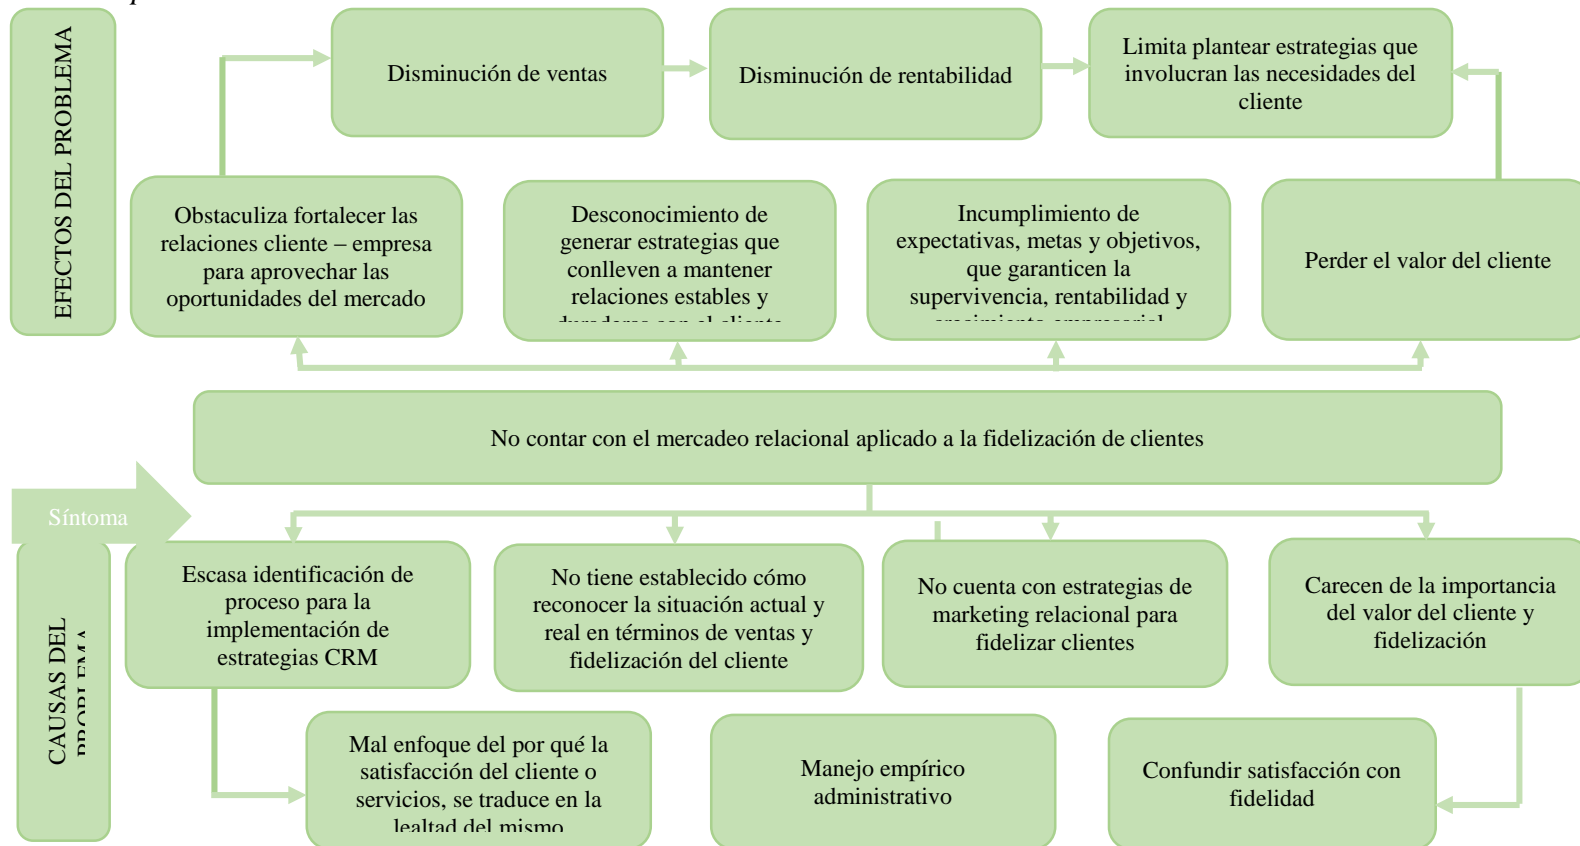 EFECTOS DEL PROBLEMA
Disminución de ventas
Disminución de rentabilidad
Limita plantear estrategias que
involucran las necesidades del
cliente
Obstaculiza fortalecer las
relaciones cliente – empresa
para aprovechar las
oportunidades del mercado
Desconocimiento de
generar estrategias que
conlleven a mantener
relaciones estables y
duraderas con el cliente
Incumplimiento de
expectativas, metas y objetivos,
que garanticen la
supervivencia, rentabilidad y
crecimiento empresarial
Perder el valor del cliente
No contar con el mercadeo relacional aplicado a la fidelización de clientes
Síntoma
CAUSAS DEL
PROBLEMA
Escasa identificación de
proceso para la
implementación de
estrategias CRM
No tiene establecido cómo
reconocer la situación actual y
real en términos de ventas y
fidelización del cliente
No cuenta con estrategias de
marketing relacional para
fidelizar clientes
Carecen de la importancia
del valor del cliente y
fidelización
Mal enfoque del por qué la
satisfacción del cliente o
servicios, se traduce en la
lealtad del mismo
Manejo empírico
administrativo
Confundir satisfacción con
fidelidad